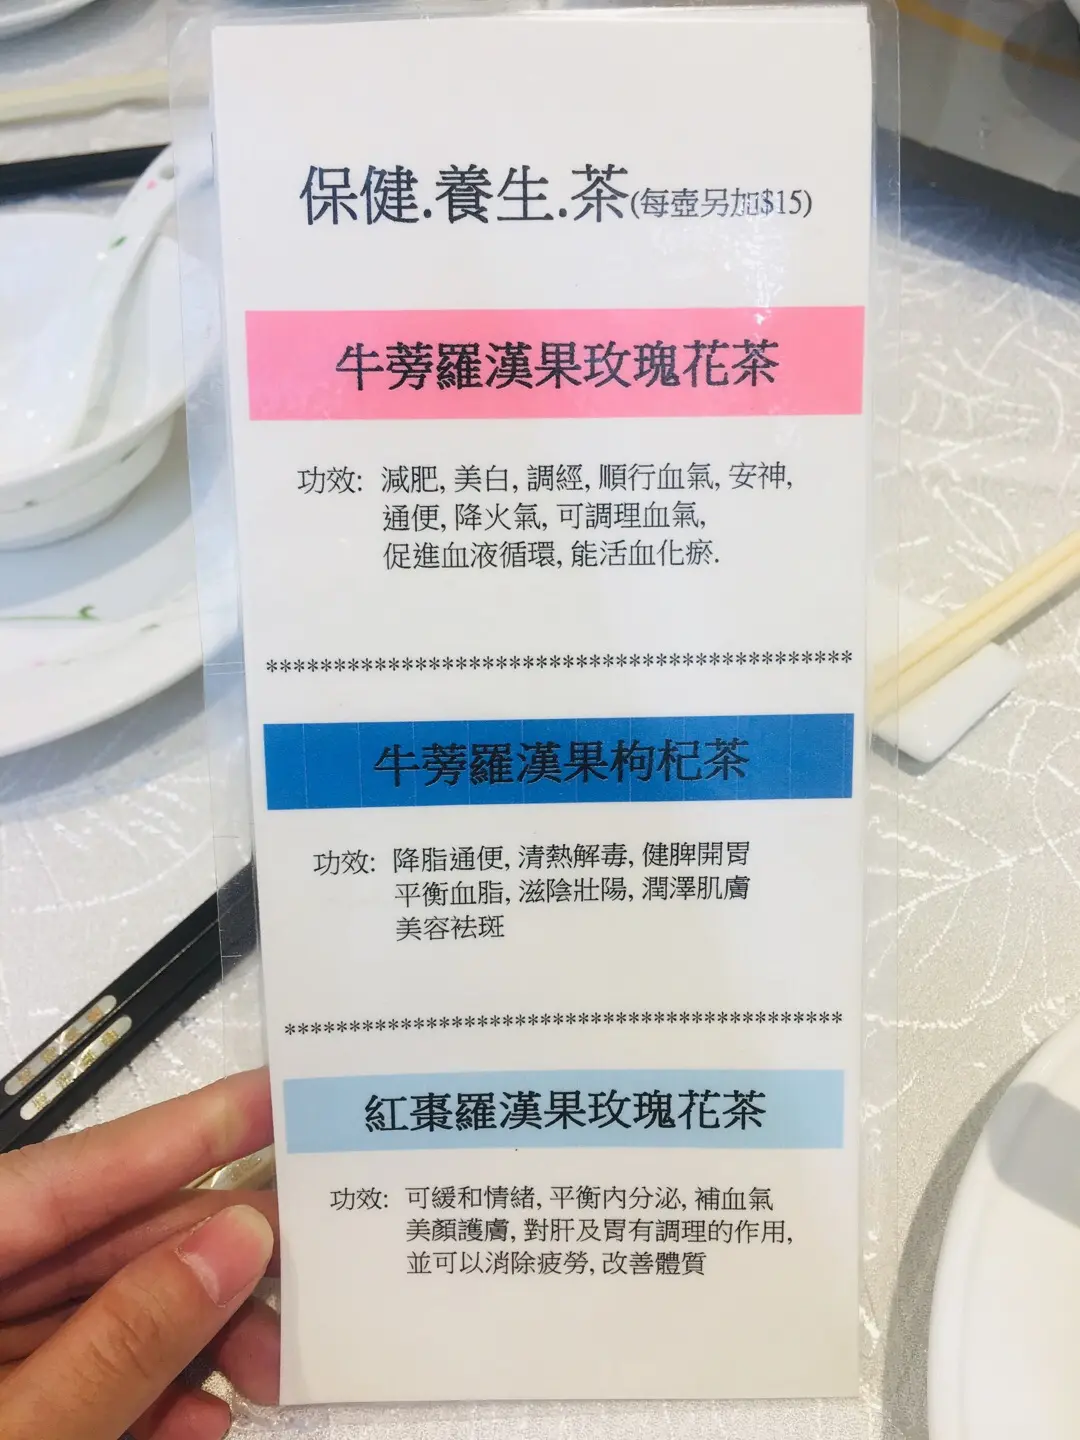 保健.養生.茶(每壺另加$15)
牛蒡羅漢果玫瑰花茶
功效: 減肥, 美白, 調經, 順行血氣, 安神,
通便, 降火氣, 可調理血氣,
促進血液循環, 能活血化瘀.
*******************************************
牛蒡羅漢果枸杞茶
功效: 降脂通便, 清熱解毒, 健脾開胃
平衡血脂, 滋陰壯陽, 潤澤肌膚
美容祛斑
*******************************************
紅棗羅漢果玫瑰花茶
功效: 可緩和情緒, 平衡內分泌, 補血氣
美顏護膚, 對肝及胃有調理的作用,
並可以消除疲勞, 改善體質